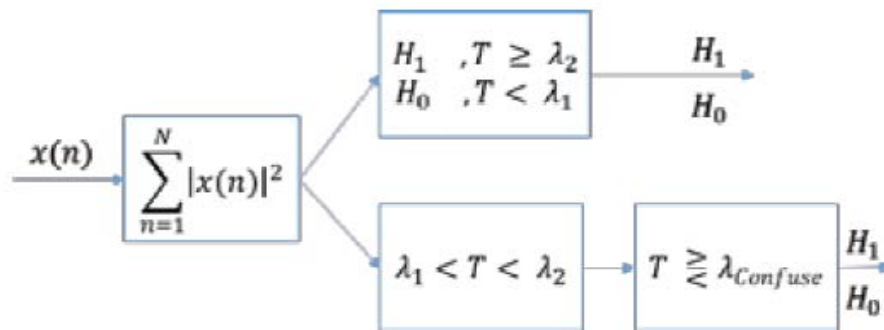 x(n)
N
∑ |x(n)|²
n=1
H₁ , T ≥ λ₂
H₀ , T < λ₁
H₁
H₀
λ₁ < T < λ₂
T ≷ λ_Confuse
H₁
H₀